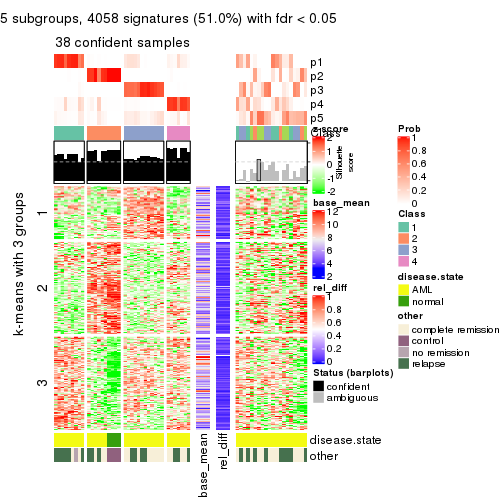 5 subgroups, 4058 signatures (51.0%) with fdr < 0.05
38 confident samples
p1
p2
p3
p4
p5
Class
k-means with 3 groups
1
2
3
Silhouette
score
z-score
2
1
0
-1
-2
base_mean
12
10
8
6
4
2
rel_diff
1
0.8
0.6
0.4
0.2
0
Status (barplots)
confident
ambiguous
Prob
1
0.8
0.6
0.4
0.2
0
Class
1
2
3
4
disease.state
AML
normal
other
complete remission
control
no remission
relapse
disease.state
other
base_mean
rel_diff